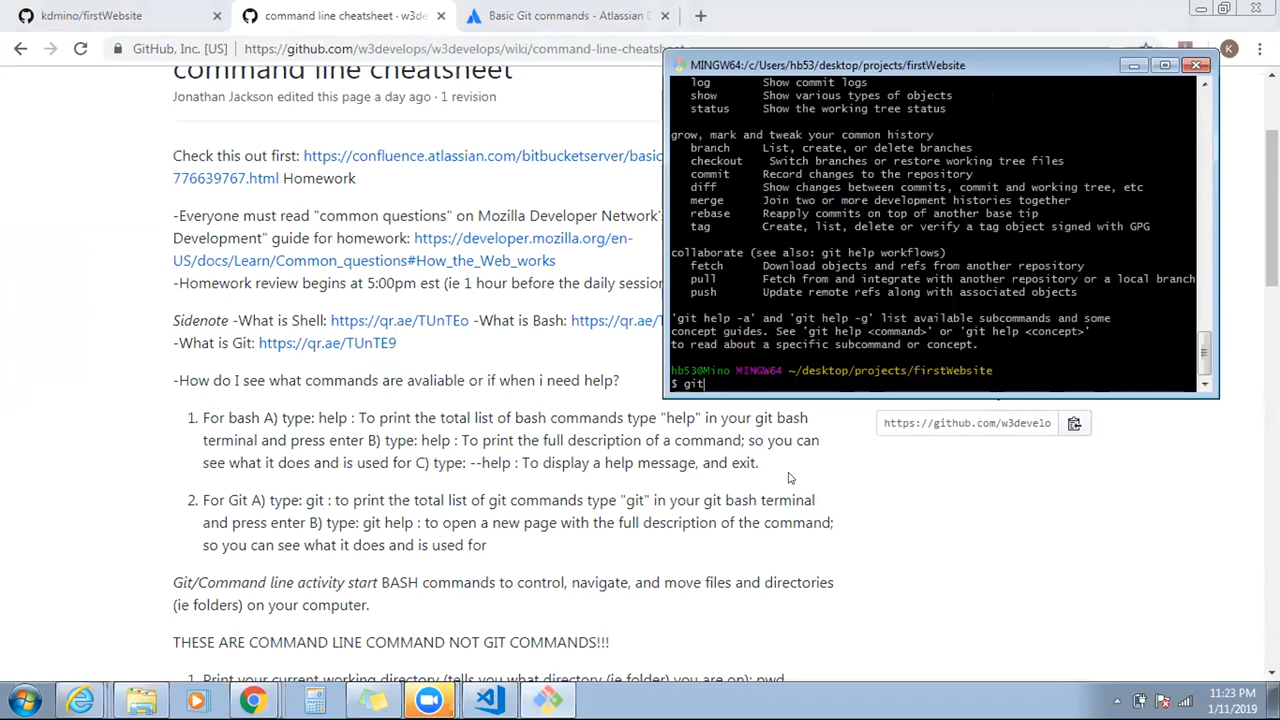 kdmino/firstWebsite
command line cheatsheet · w3de
Basic Git commands - Atlassian D
GitHub, Inc. [US]
https://github.com/w3develops/w3develops/wiki/command-line-cheatsheet
K
command line cheatsheet
Jonathan Jackson edited this page a day ago · 1 revision
Check this out first: https://confluence.atlassian.com/bitbucketserver/basic
776639767.html Homework
-Everyone must read "common questions" on Mozilla Developer Network'
Development" guide for homework: https://developer.mozilla.org/en-
US/docs/Learn/Common_questions#How_the_Web_works
-Homework review begins at 5:00pm est (ie 1 hour before the daily session
Sidenote -What is Shell: https://qr.ae/TUnTEo -What is Bash: https://qr.ae/T
-What is Git: https://qr.ae/TUnTE9
-How do I see what commands are avaliable or if when i need help?
1. For bash A) type: help : To print the total list of bash commands type "help" in your git bash
terminal and press enter B) type: help : To print the full description of a command; so you can
see what it does and is used for C) type: --help : To display a help message, and exit.
2. For Git A) type: git : to print the total list of git commands type "git" in your git bash terminal
and press enter B) type: git help : to open a new page with the full description of the command;
so you can see what it does and is used for
Git/Command line activity start BASH commands to control, navigate, and move files and directories
(ie folders) on your computer.
THESE ARE COMMAND LINE COMMAND NOT GIT COMMANDS!!!
1. Print your current working directory (tells you what directory (ie folder) you are on): pwd
https://github.com/w3develo
MINGW64:/c/Users/hb53/desktop/projects/firstWebsite
log Show commit logs
show Show various types of objects
status Show the working tree status
grow, mark and tweak your common history
branch List, create, or delete branches
checkout Switch branches or restore working tree files
commit Record changes to the repository
diff Show changes between commits, commit and working tree, etc
merge Join two or more development histories together
rebase Reapply commits on top of another base tip
tag Create, list, delete or verify a tag object signed with GPG
collaborate (see also: git help workflows)
fetch Download objects and refs from another repository
pull Fetch from and integrate with another repository or a local branch
push Update remote refs along with associated objects
'git help -a' and 'git help -g' list available subcommands and some
concept guides. See 'git help <command>' or 'git help <concept>'
to read about a specific subcommand or concept.
hb53@Mino MINGW64 ~/desktop/projects/firstWebsite
$ git
11:23 PM
1/11/2019